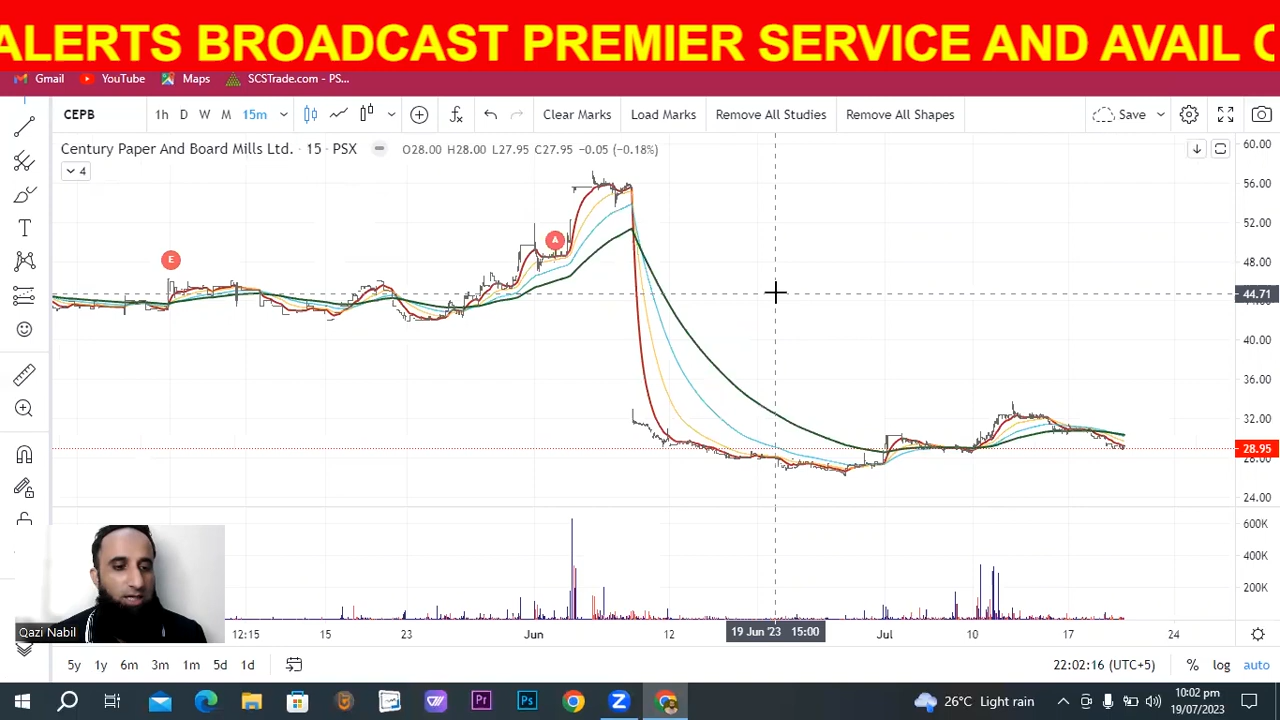 ALERTS BROADCAST PREMIER SERVICE AND AVAIL
Gmail YouTube Maps SCSTrade.com - PS...
CEPB 1h D W M 15m Clear Marks Load Marks Remove All Studies Remove All Shapes Save
Century Paper And Board Mills Ltd. · 15 · PSX O28.00 H28.00 L27.95 C27.95 −0.05 (−0.18%)
4
60.00
56.00
52.00
48.00
44.71
40.00
36.00
32.00
28.95
28.00
24.00
E
A
600K
400K
200K
Qazi Nabil
12:15 15 23 Jun 12 19 Jun '23 15:00 Jul 10 17 24
5y 1y 6m 3m 1m 5d 1d 22:02:16 (UTC+5) % log auto
26°C Light rain 10:02 pm
19/07/2023